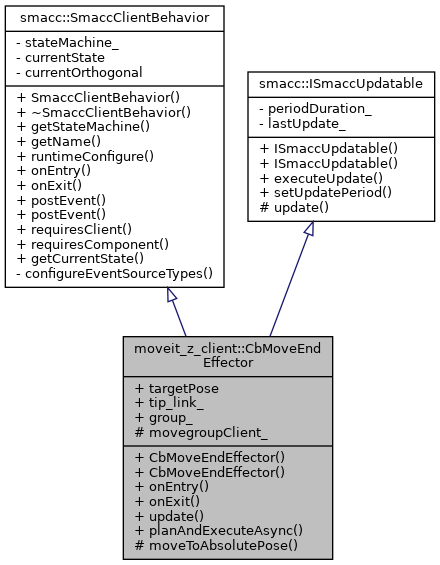 smacc::SmaccClientBehavior
- stateMachine_
- currentState
- currentOrthogonal
+ SmaccClientBehavior()
+ ~SmaccClientBehavior()
+ getStateMachine()
+ getName()
+ runtimeConfigure()
+ onEntry()
+ onExit()
+ postEvent()
+ postEvent()
+ requiresClient()
+ requiresComponent()
+ getCurrentState()
- configureEventSourceTypes()
smacc::ISmaccUpdatable
- periodDuration_
- lastUpdate_
+ ISmaccUpdatable()
+ ISmaccUpdatable()
+ executeUpdate()
+ setUpdatePeriod()
# update()
moveit_z_client::CbMoveEnd
Effector
+ targetPose
+ tip_link_
+ group_
# movegroupClient_
+ CbMoveEndEffector()
+ CbMoveEndEffector()
+ onEntry()
+ onExit()
+ update()
+ planAndExecuteAsync()
# moveToAbsolutePose()